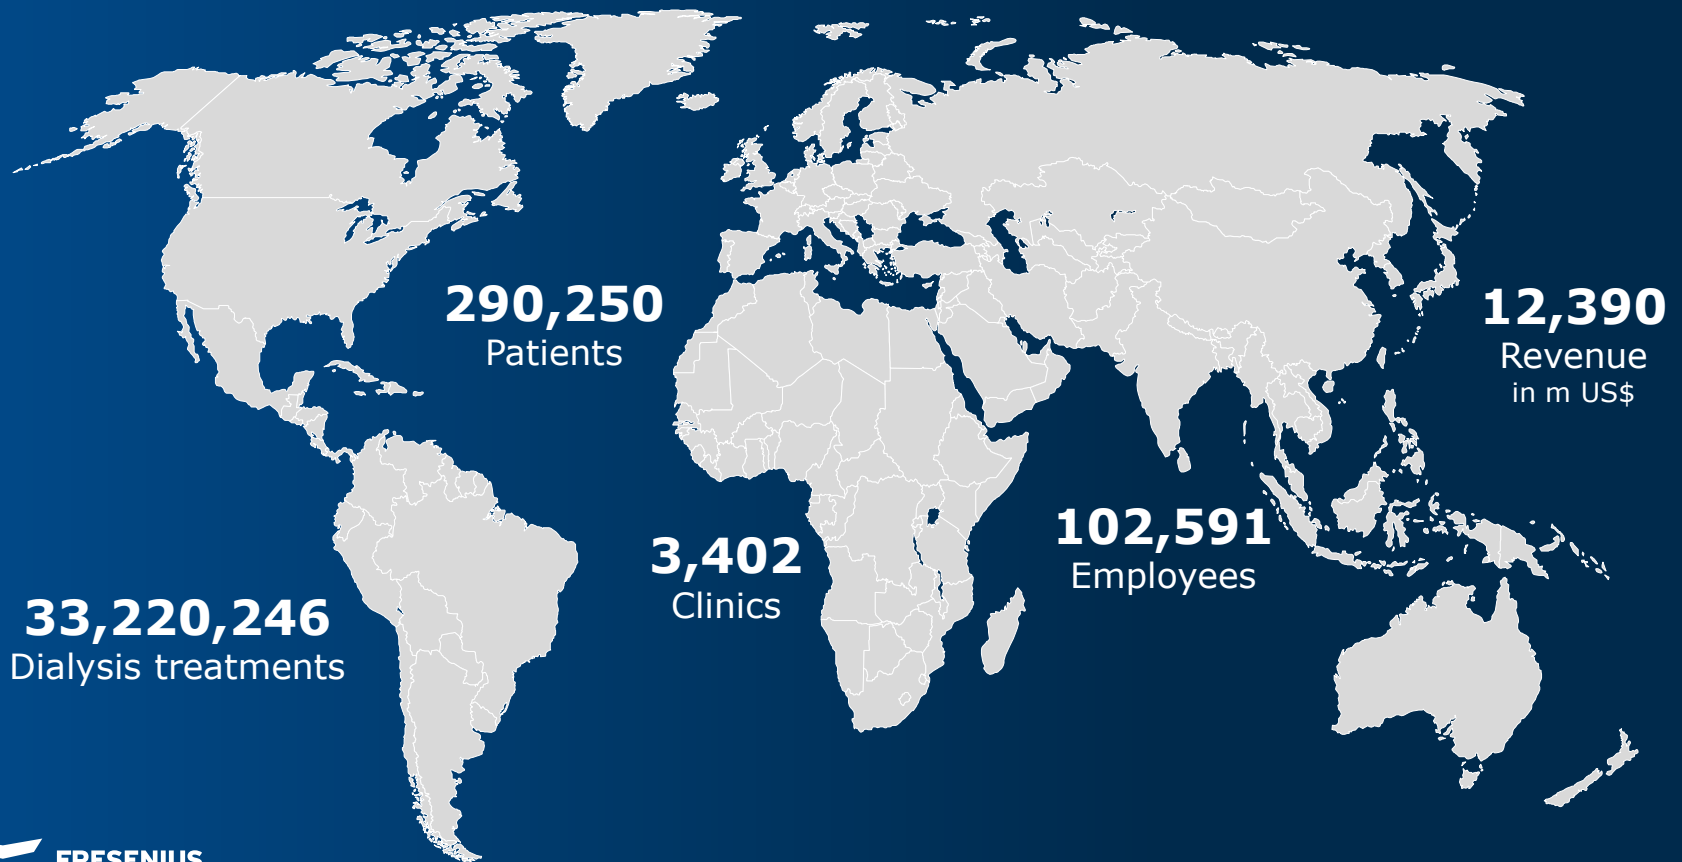 290,250
Patients
12,390
Revenue
in m US$
3,402
Clinics
102,591
Employees
33,220,246
Dialysis treatments
FRESENIUS